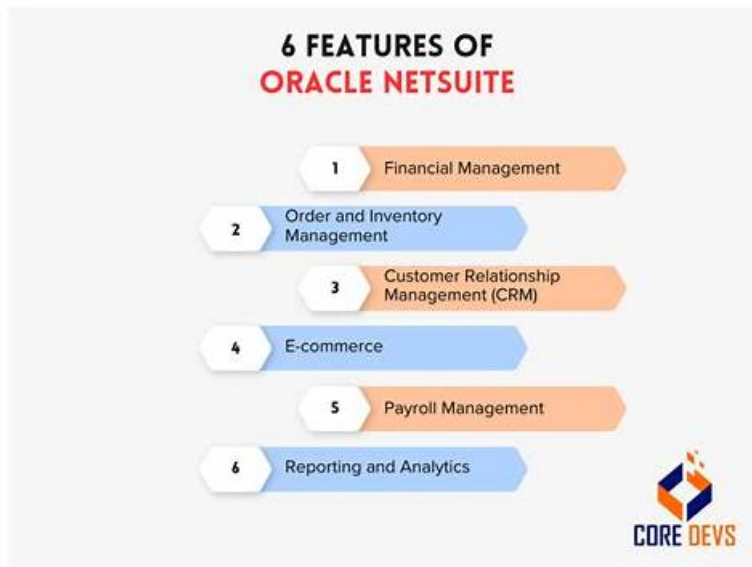 6 FEATURES OF
ORACLE NETSUITE
1
Financial Management
2
Order and Inventory
Management
3
Customer Relationship
Management (CRM)
4
E-commerce
5
Payroll Management
6
Reporting and Analytics
CORE DEVS